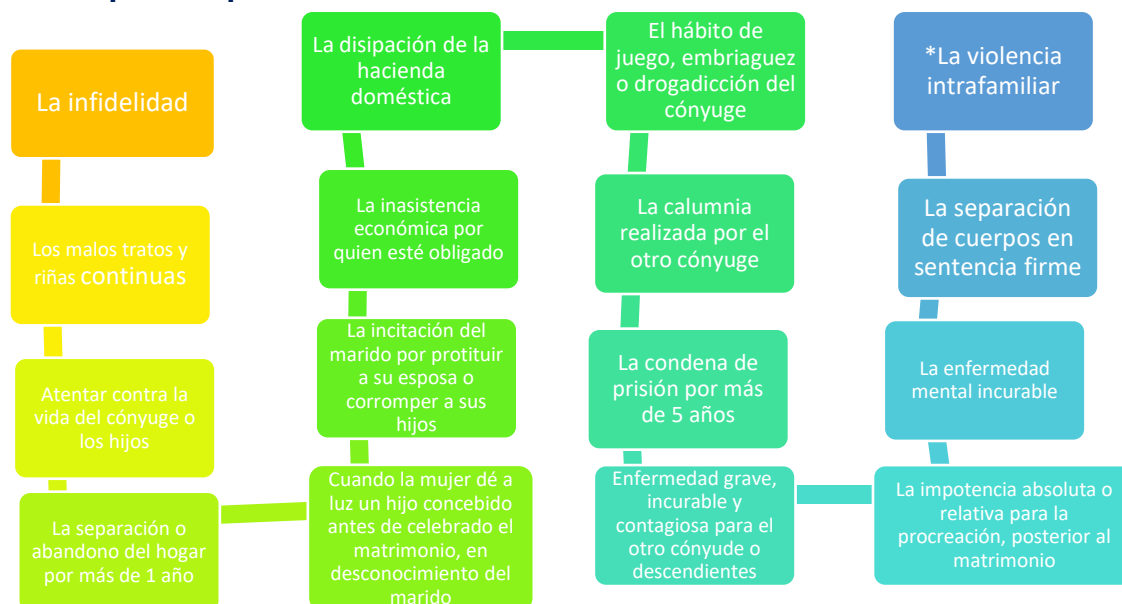 La infidelidad
Los malos tratos y
riñas continuas
Atentar contra la
vida del cónyuge o
los hijos
La separación o
abandono del hogar
por más de 1 año
Cuando la mujer dé a
luz un hijo concebido
antes de celebrado el
matrimonio, en
desconocimiento del
marido
La incitación del
marido por protituir
a su esposa o
corromper a sus
hijos
La inasistencia
económica por
quien esté obligado
La disipación de la
hacienda
doméstica
El hábito de
juego, embriaguez
o drogadicción del
cónyuge
La calumnia
realizada por el
otro cónyuge
La condena de
prisión por más
de 5 años
Enfermedad grave,
incurable y
contagiosa para el
otro cónyude o
descendientes
La impotencia absoluta o
relativa para la
procreación, posterior al
matrimonio
La enfermedad
mental incurable
La separación
de cuerpos en
sentencia firme
*La violencia
intrafamiliar